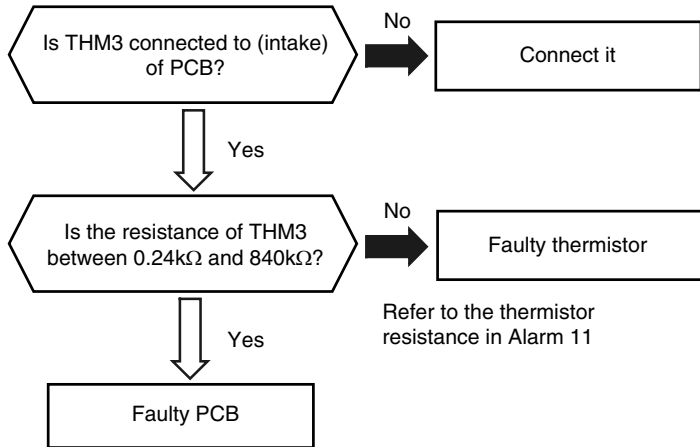 Is THM3 connected to (intake)
of PCB?
No
Connect it
Yes
Is the resistance of THM3
between 0.24kΩ and 840kΩ?
No
Faulty thermistor
Refer to the thermistor
resistance in Alarm 11
Yes
Faulty PCB